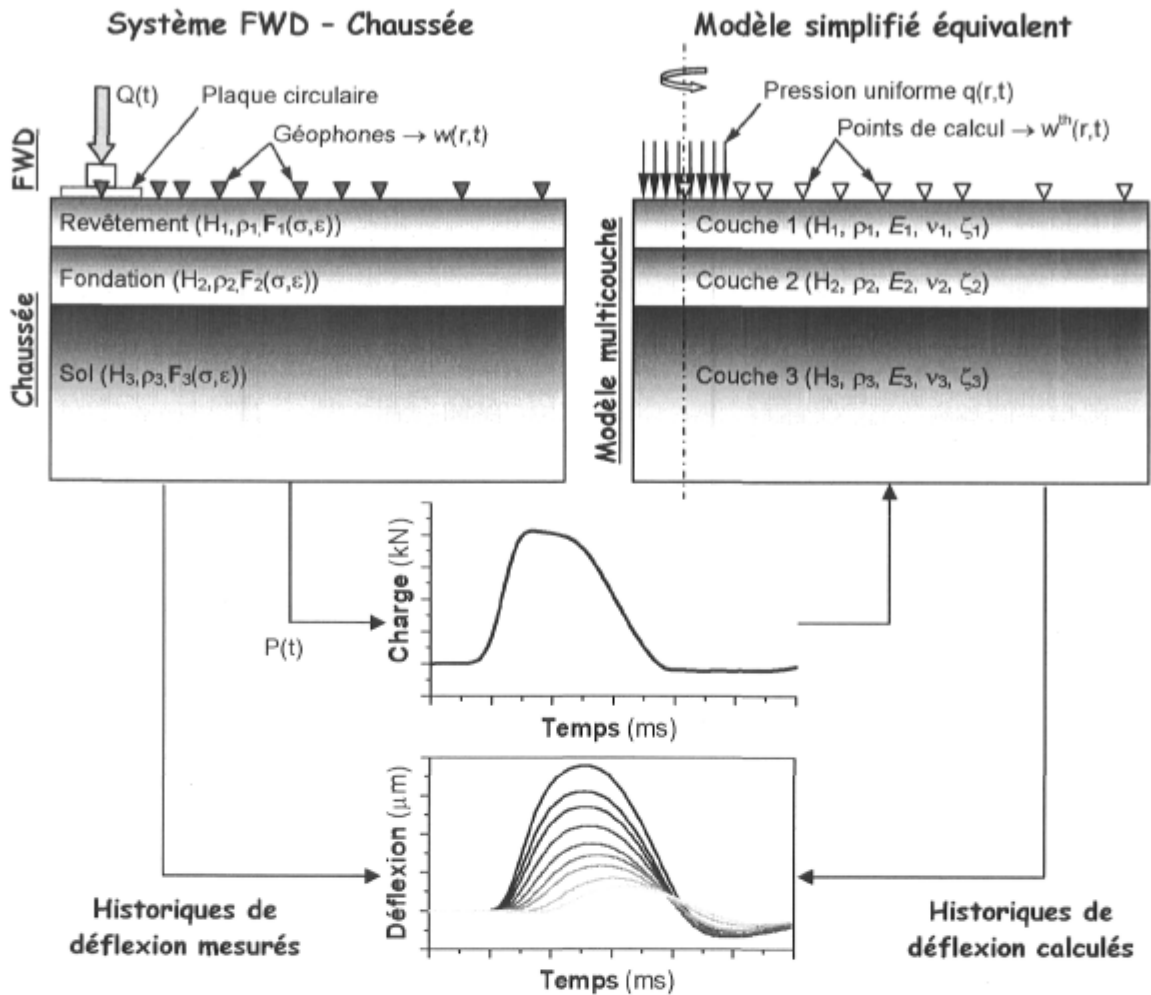 Système FWD - Chaussée
Modèle simplifié équivalent
FWD
Q(t)
Plaque circulaire
Géophones → w(r,t)
Pression uniforme q(r,t)
Points de calcul → wᵗʰ(r,t)
Chaussée
Revêtement (H₁,ρ₁,F₁(σ,ε))
Fondation (H₂,ρ₂,F₂(σ,ε))
Sol (H₃,ρ₃,F₃(σ,ε))
Modèle multicouche
Couche 1 (H₁, ρ₁, E₁, ν₁, ζ₁)
Couche 2 (H₂, ρ₂, E₂, ν₂, ζ₂)
Couche 3 (H₃, ρ₃, E₃, ν₃, ζ₃)
P(t)
Charge (kN)
Temps (ms)
Déflexion (μm)
Temps (ms)
Historiques de
déflexion mesurés
Historiques de
déflexion calculés